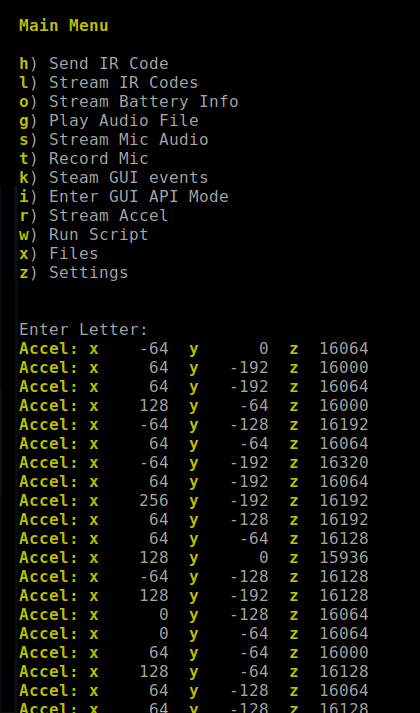 Main Menu
h) Send IR Code
l) Stream IR Codes
o) Stream Battery Info
g) Play Audio File
s) Stream Mic Audio
t) Record Mic
k) Steam GUI events
i) Enter GUI API Mode
r) Stream Accel
w) Run Script
x) Files
z) Settings
Enter Letter:
Accel: x -64 y 0 z 16064
Accel: x 64 y -192 z 16000
Accel: x 64 y -192 z 16064
Accel: x 128 y -64 z 16000
Accel: x -64 y -128 z 16192
Accel: x 64 y -64 z 16064
Accel: x -64 y -192 z 16320
Accel: x 64 y -192 z 16064
Accel: x 256 y -192 z 16192
Accel: x 64 y -128 z 16192
Accel: x 64 y -64 z 16128
Accel: x 128 y 0 z 15936
Accel: x -64 y -128 z 16128
Accel: x 128 y -192 z 16128
Accel: x 0 y -128 z 16064
Accel: x 0 y -64 z 16064
Accel: x 64 y -64 z 16000
Accel: x 128 y -64 z 16128
Accel: x 64 y -128 z 16064
Accel: x 64 y -128 z 16128